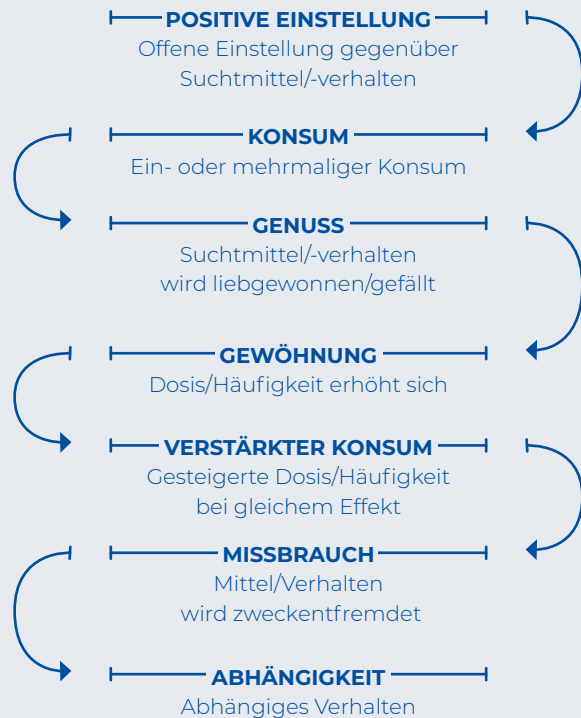 POSITIVE EINSTELLUNG
Offene Einstellung gegenüber
Suchtmittel/-verhalten
KONSUM
Ein- oder mehrmaliger Konsum
GENUSS
Suchtmittel/-verhalten
wird liebgewonnen/gefällt
GEWÖHNUNG
Dosis/Häufigkeit erhöht sich
VERSTÄRKTER KONSUM
Gesteigerte Dosis/Häufigkeit
bei gleichem Effekt
MISSBRAUCH
Mittel/Verhalten
wird zweckentfremdet
ABHÄNGIGKEIT
Abhängiges Verhalten